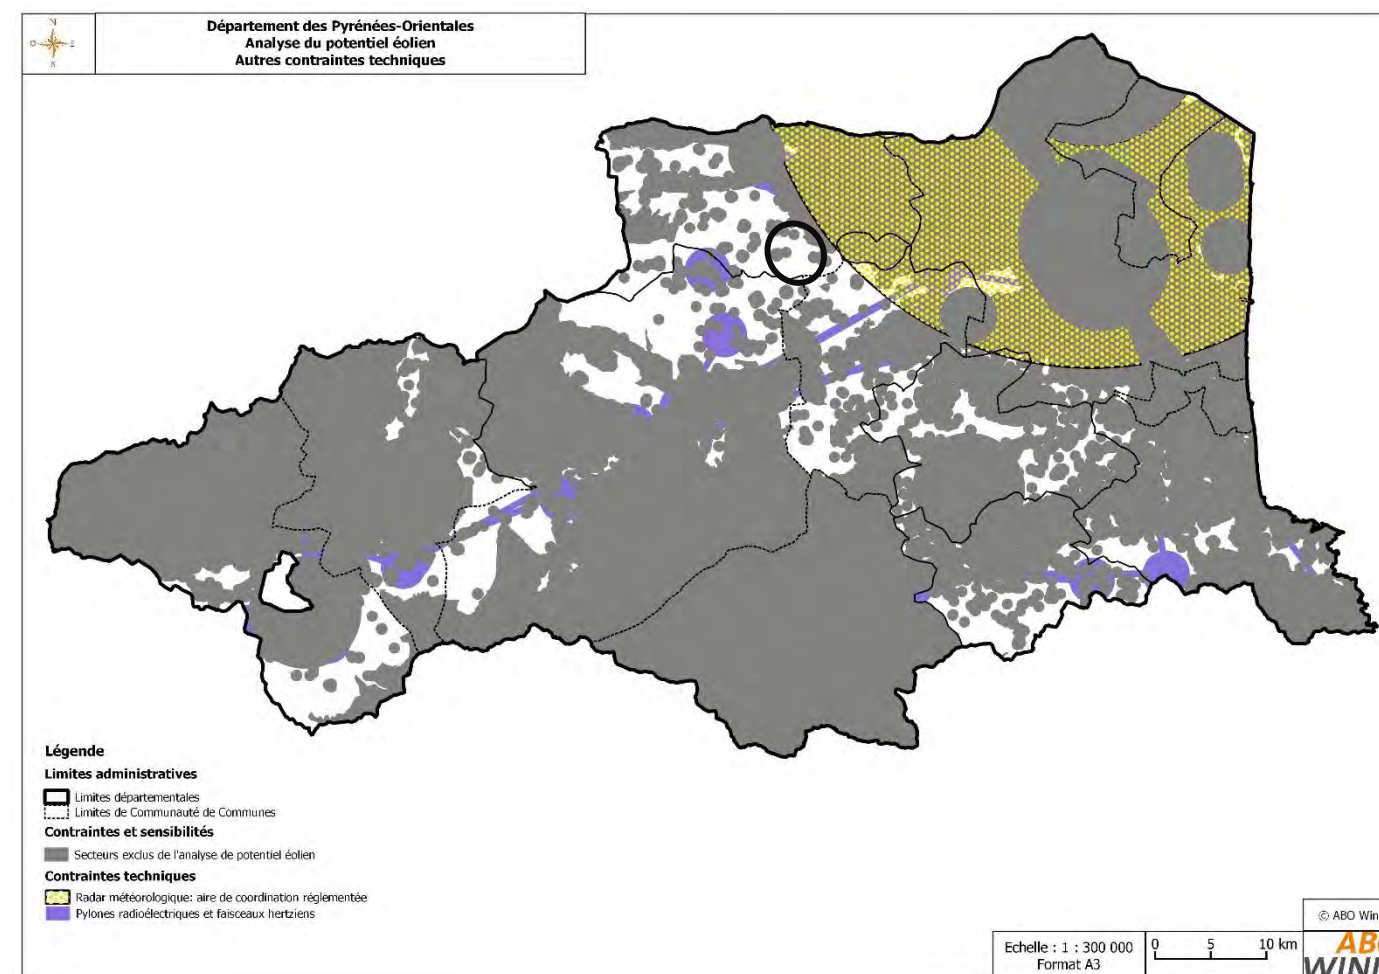 N
O
E
S
Département des Pyrénées-Orientales
Analyse du potentiel éolien
Autres contraintes techniques
Légende
Limites administratives
Limites départementales
Limites de Communauté de Communes
Contraintes et sensibilités
Secteurs exclus de l'analyse de potentiel éolien
Contraintes techniques
Radar météorologique: aire de coordination réglementée
Pylones radioélectriques et faisceaux hertziens
Echelle : 1 : 300 000
Format A3
0 5 10 km
© ABO Win
ABO
WIN